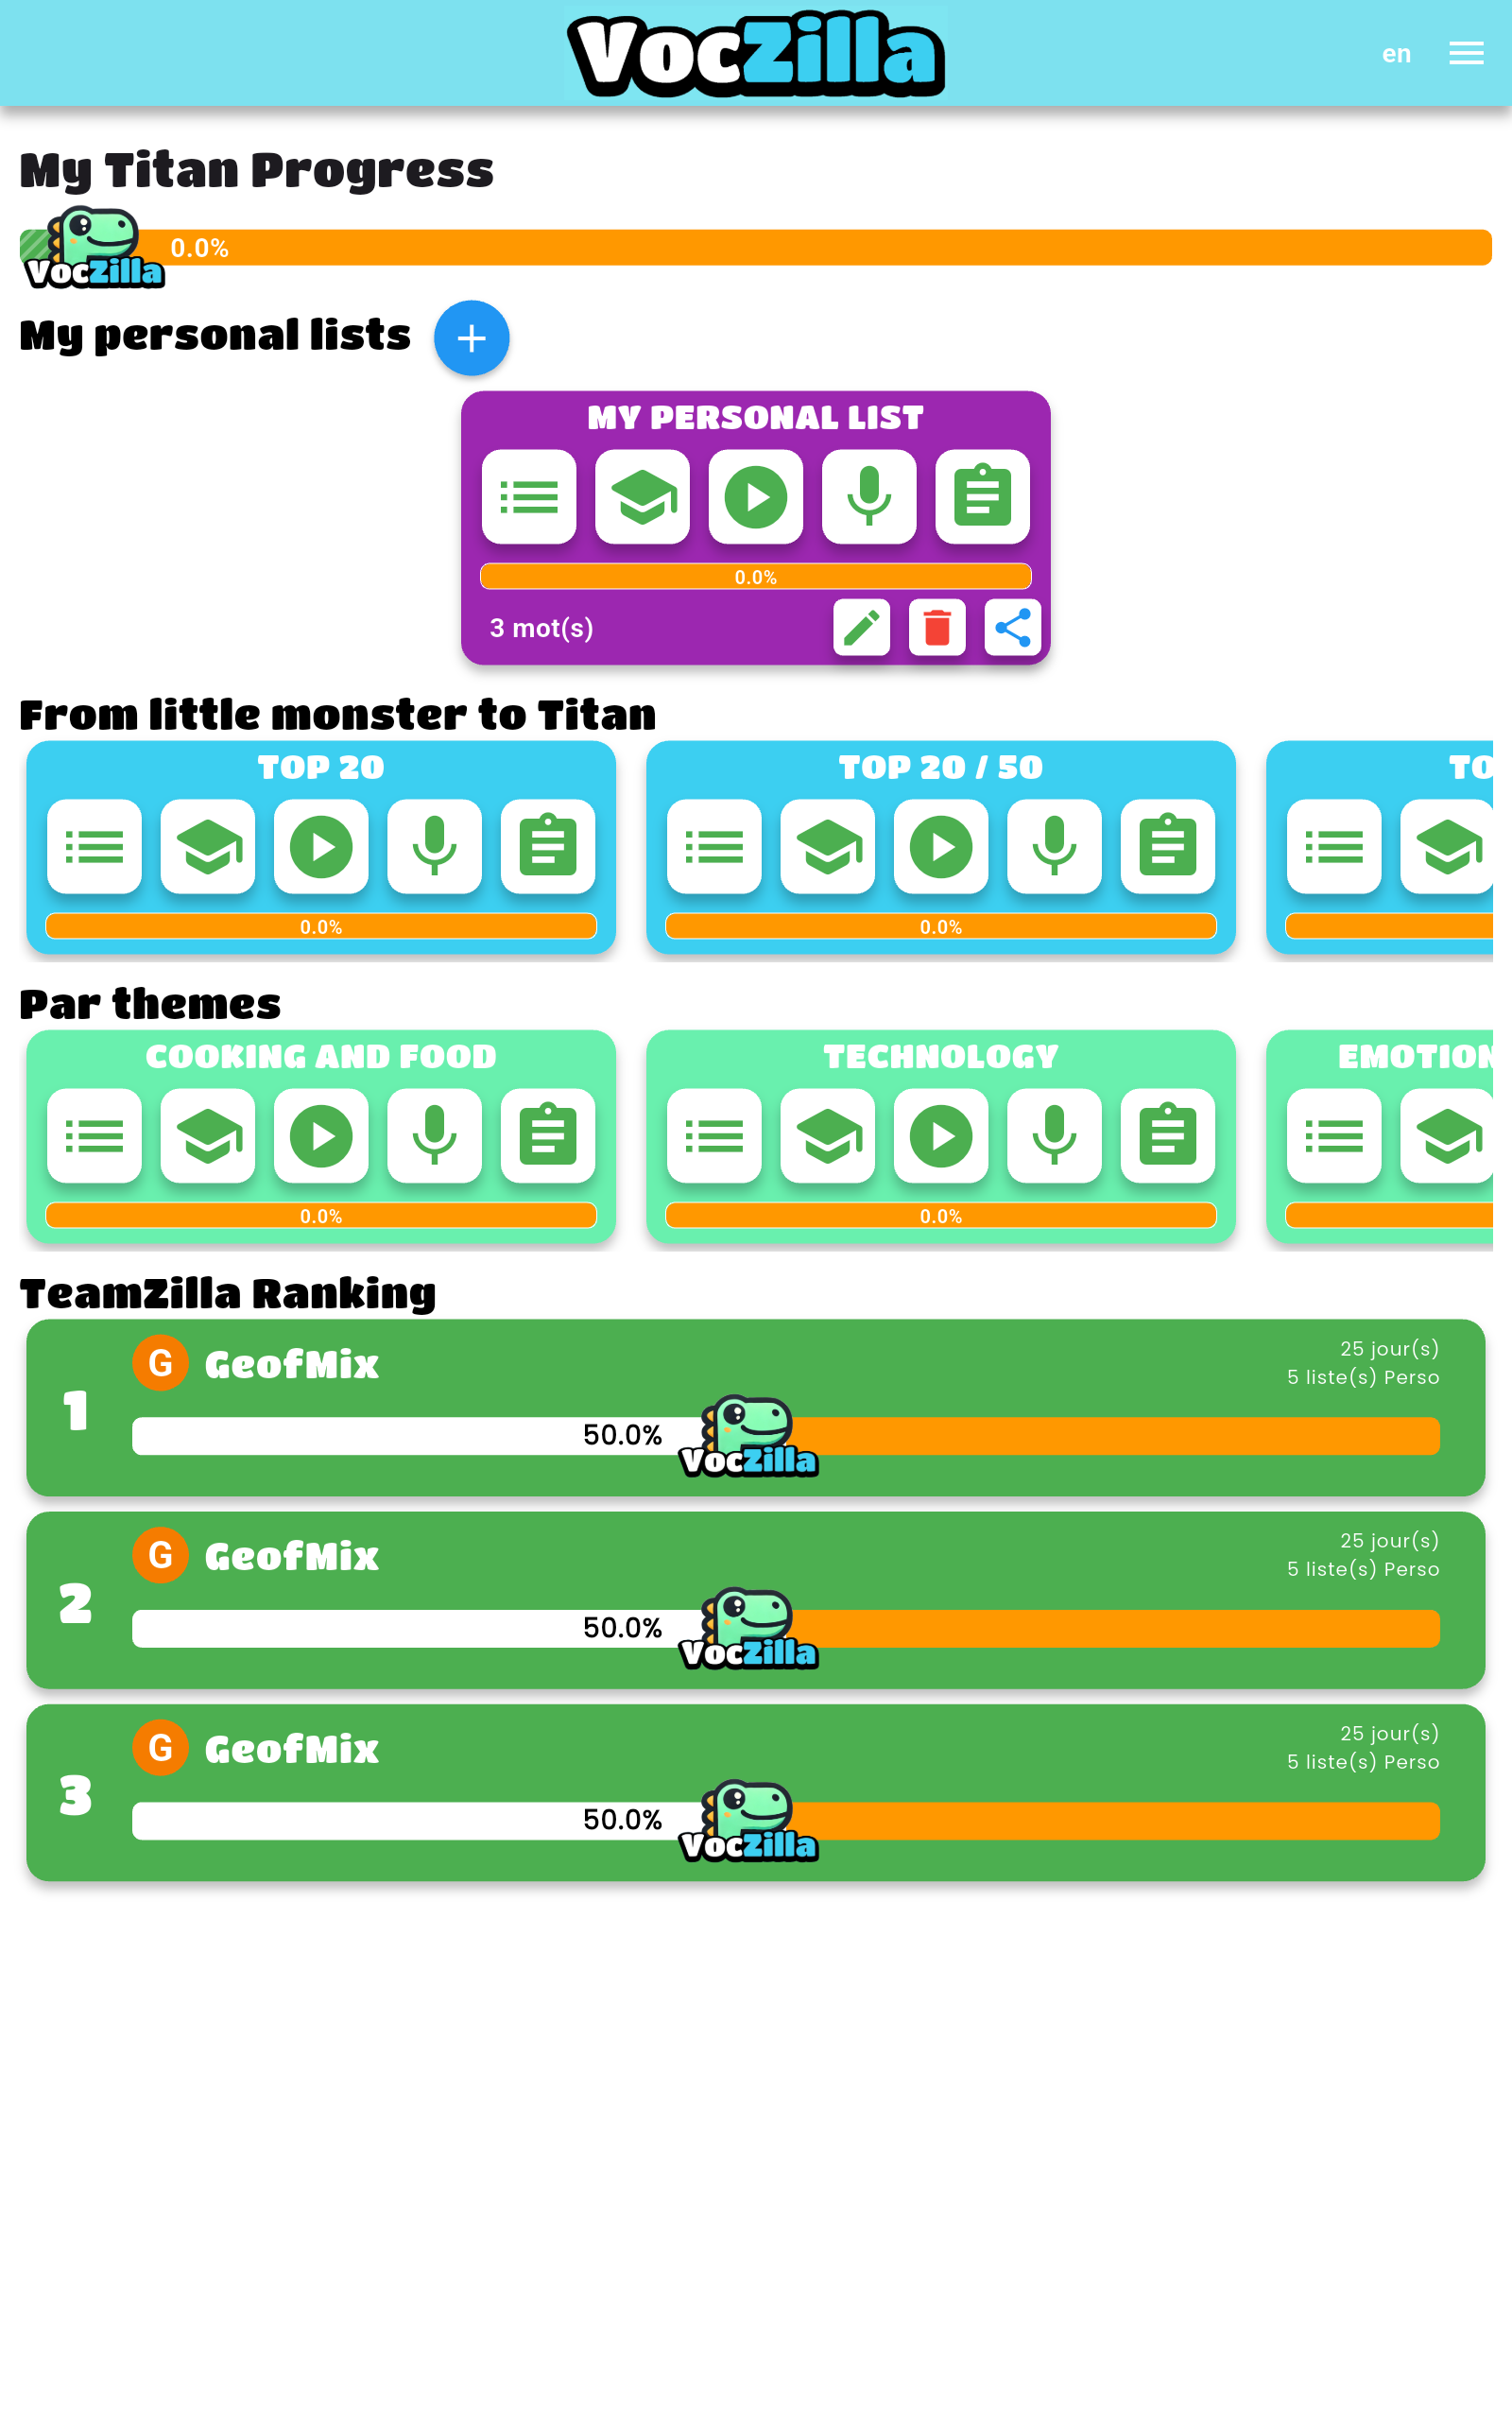 VocZilla
en
My Titan Progress
0.0%
VocZilla
My personal lists
MY PERSONAL LIST
0.0%
3 mot(s)
From little monster to Titan
TOP 20
TOP 20 / 50
TO
0.0%
0.0%
Par themes
COOKING AND FOOD
TECHNOLOGY
EMOTION
0.0%
0.0%
TeamZilla Ranking
1
G
GeofMix
25 jour(s)
5 liste(s) Perso
50.0%
VocZilla
2
G
GeofMix
25 jour(s)
5 liste(s) Perso
50.0%
VocZilla
3
G
GeofMix
25 jour(s)
5 liste(s) Perso
50.0%
VocZilla